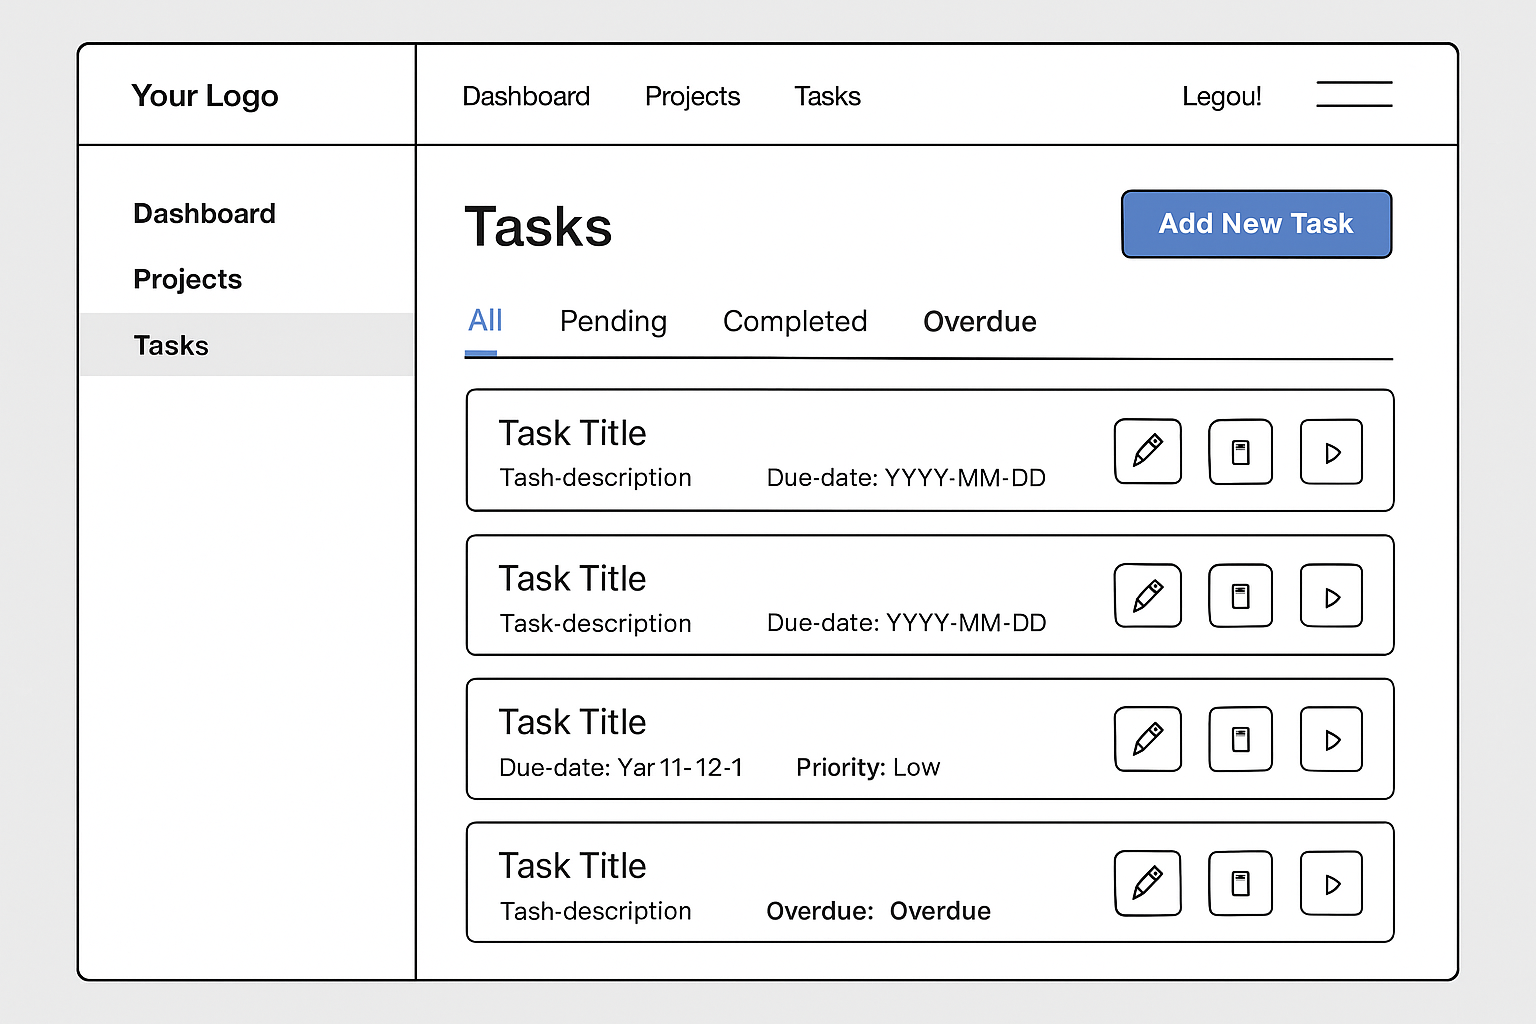 Your Logo
Dashboard Projects Tasks Legou!
Dashboard
Projects
Tasks
Tasks
Add New Task
All Pending Completed Overdue
Task Title
Tash-description Due-date: YYYY-MM-DD
Task Title
Task-description Due-date: YYYY-MM-DD
Task Title
Due-date: Yar 11-12-1 Priority: Low
Task Title
Tash-description Overdue: Overdue